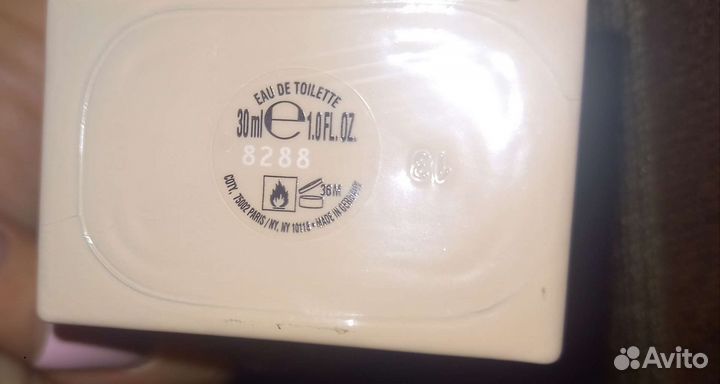 EAU DE TOILETTE
30ml e 1.0 FL. OZ.
8288
36M
COTY, 75002 PARIS / NY, NY 10118 • MADE IN GERMANY
18
Avito